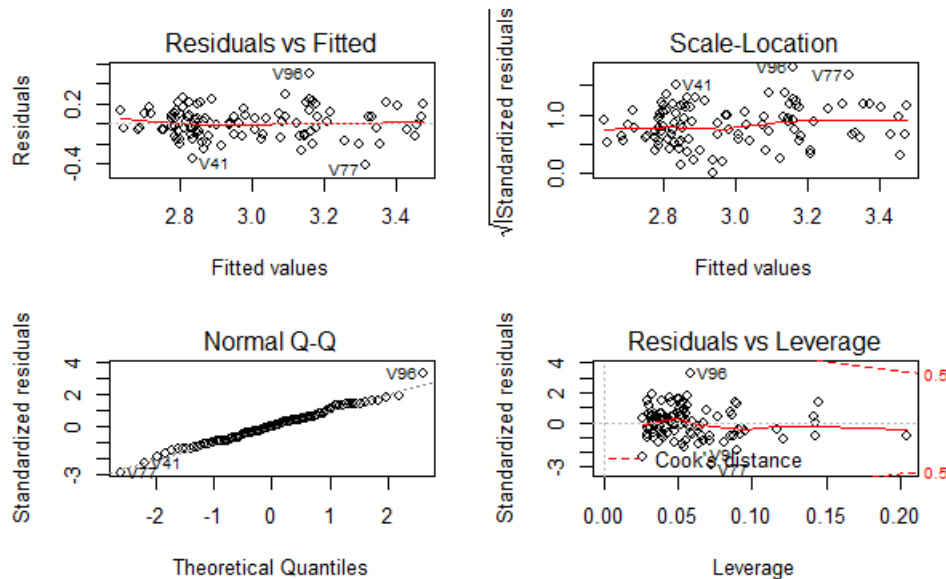 Residuals vs Fitted
Residuals
0.2
-0.4
V96
V41
V77
2.8 3.0 3.2 3.4
Fitted values
Scale-Location
√|Standardized residuals
1.0
0.0
V96
V77
V41
2.8 3.0 3.2 3.4
Fitted values
Normal Q-Q
Standardized residuals
4
2
0
-3
V96
V41
V77
-2 -1 0 1 2
Theoretical Quantiles
Residuals vs Leverage
Standardized residuals
4
2
0
-3
V96
V91
V77
Cook's distance
0.5
0.5
0.00 0.05 0.10 0.15 0.20
Leverage